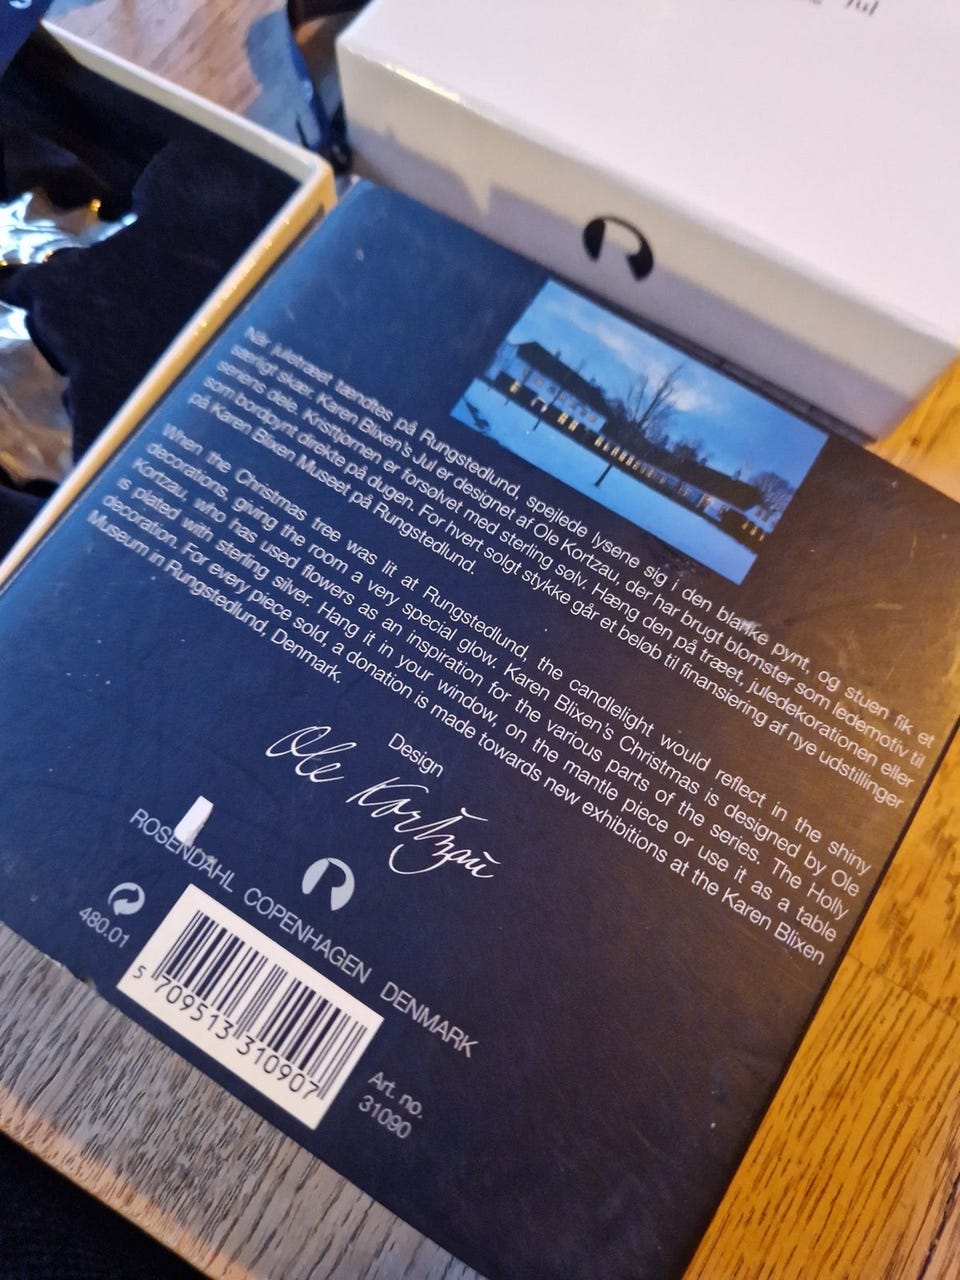 jul
Når juletræet tændtes på Rungstedlund, spejlede lysene sig i den blanke pynt, og stuen fik et
særligt skær. Karen Blixen's Jul er designet af Ole Kortzau, der har brugt blomster som ledemotiv til
seriens dele. Kristtjørnen er forsølvet med sterling sølv. Hæng den på træet, juledekorationen eller
som bordpynt direkte på dugen. For hvert solgt stykke går et beløb til finansiering af nye udstillinger
på Karen Blixen Museet på Rungstedlund.
When the Christmas tree was lit at Rungstedlund, the candlelight would reflect in the shiny
decorations, giving the room a very special glow. Karen Blixen's Christmas is designed by Ole
Kortzau, who has used flowers as an inspiration for the various parts of the series. The Holly
is plated with sterling silver. Hang it in your window, on the mantle piece or use it as a table
decoration. For every piece sold, a donation is made towards new exhibitions at the Karen Blixen
Museum in Rungstedlund, Denmark.
Design
Ole Kortzau
ROSENDAHL COPENHAGEN DENMARK
480.01
5 709513 310907
Art. no.
31090